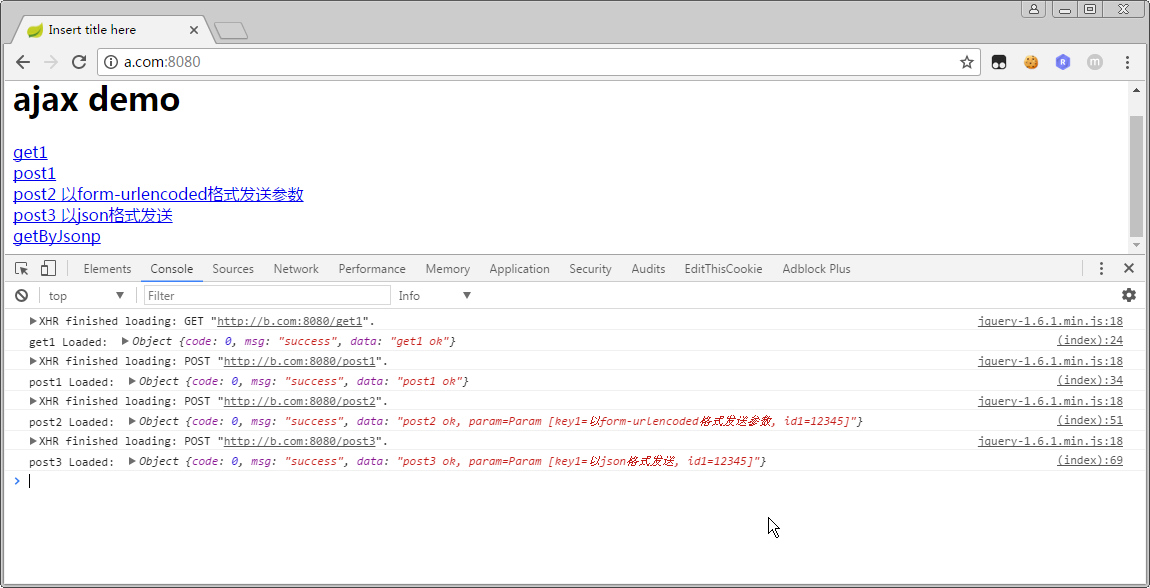 Insert title here
a.com:8080
ajax demo
get1
post1
post2 以form-urlencoded格式发送参数
post3 以json格式发送
getByJsonp
Elements Console Sources Network Performance Memory Application Security Audits EditThisCookie Adblock Plus
top Filter Info
XHR finished loading: GET "http://b.com:8080/get1". jquery-1.6.1.min.js:18
get1 Loaded: Object {code: 0, msg: "success", data: "get1 ok"} (index):24
XHR finished loading: POST "http://b.com:8080/post1". jquery-1.6.1.min.js:18
post1 Loaded: Object {code: 0, msg: "success", data: "post1 ok"} (index):34
XHR finished loading: POST "http://b.com:8080/post2". jquery-1.6.1.min.js:18
post2 Loaded: Object {code: 0, msg: "success", data: "post2 ok, param=Param [key1=以form-urlencoded格式发送参数, id1=12345]"} (index):51
XHR finished loading: POST "http://b.com:8080/post3". jquery-1.6.1.min.js:18
post3 Loaded: Object {code: 0, msg: "success", data: "post3 ok, param=Param [key1=以json格式发送, id1=12345]"} (index):69